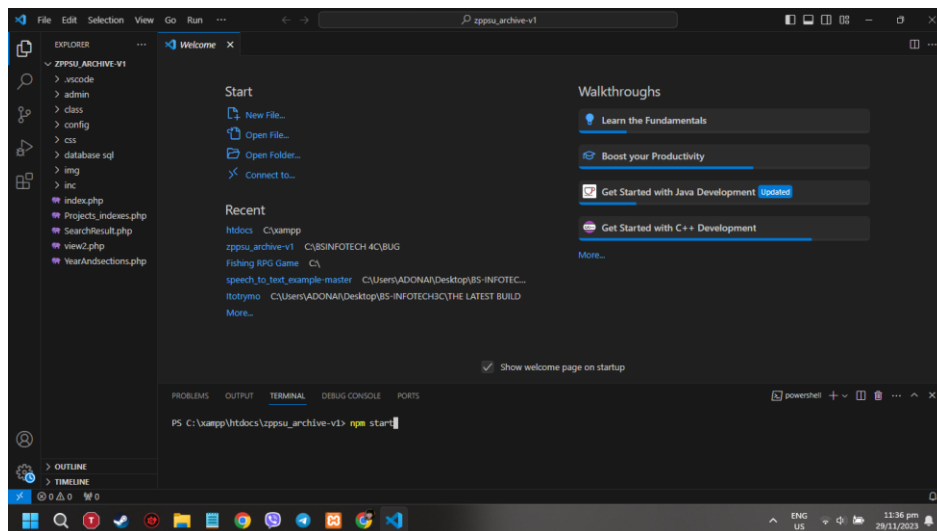 File Edit Selection View Go Run ··· zppsu_archive-v1
EXPLORER ···
ZPPSU_ARCHIVE-V1
.vscode
admin
class
config
css
database sql
img
inc
index.php
Projects_indexes.php
SearchResult.php
view2.php
YearAndsections.php
OUTLINE
TIMELINE
Welcome
Start
New File...
Open File...
Open Folder...
Connect to...
Recent
htdocs C:\xampp
zppsu_archive-v1 C:\BSINFOTECH 4C\BUG
Fishing RPG Game C:\
speech_to_text_example-master C:\Users\ADONAI\Desktop\BS-INFOTEC...
Itotrymo C:\Users\ADONAI\Desktop\BS-INFOTECH3C\THE LATEST BUILD
More...
Walkthroughs
Learn the Fundamentals
Boost your Productivity
Get Started with Java Development Updated
Get Started with C++ Development
More...
Show welcome page on startup
PROBLEMS OUTPUT TERMINAL DEBUG CONSOLE PORTS powershell
PS C:\xampp\htdocs\zppsu_archive-v1> npm start
0 0 0
ENG
US
11:36 pm
29/11/2023